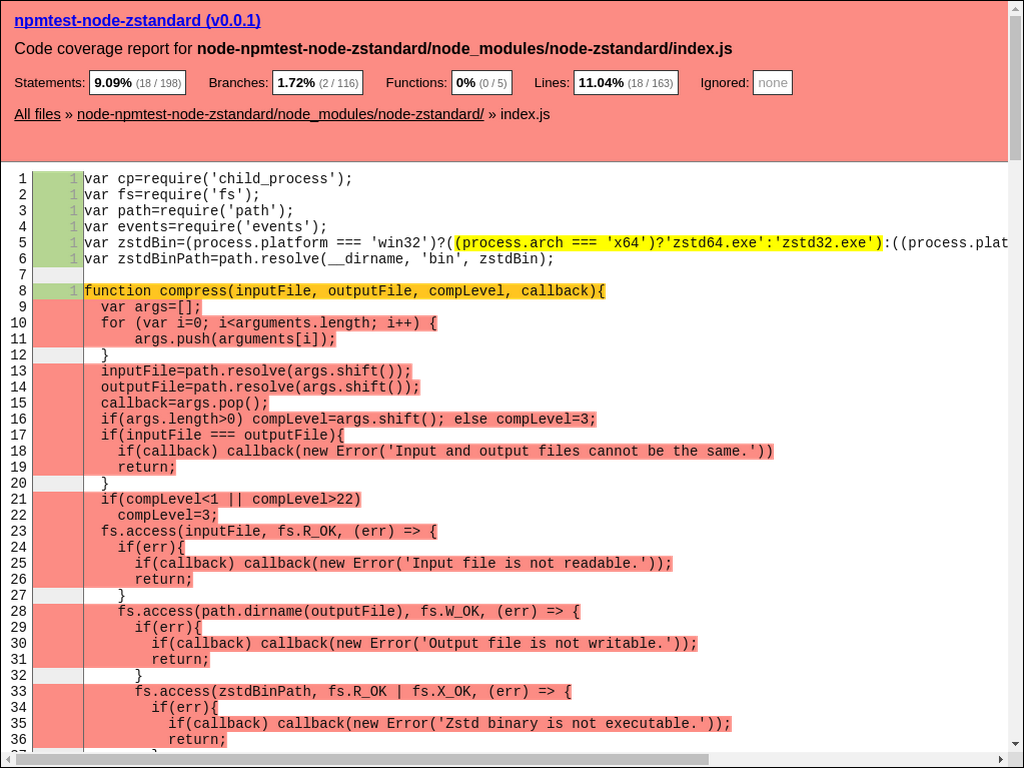 npmtest-node-zstandard (v0.0.1)
Code coverage report for node-npmtest-node-zstandard/node_modules/node-zstandard/index.js
Statements: 9.09% (18 / 198) Branches: 1.72% (2 / 116) Functions: 0% (0 / 5) Lines: 11.04% (18 / 163) Ignored: none
All files » node-npmtest-node-zstandard/node_modules/node-zstandard/ » index.js
1 1 var cp=require('child_process');
2 1 var fs=require('fs');
3 1 var path=require('path');
4 1 var events=require('events');
5 1 var zstdBin=(process.platform === 'win32')?((process.arch === 'x64')?'zstd64.exe':'zstd32.exe'):((process.plat
6 1 var zstdBinPath=path.resolve(__dirname, 'bin', zstdBin);
7
8 1 function compress(inputFile, outputFile, compLevel, callback){
9 var args=[];
10 for (var i=0; i<arguments.length; i++) {
11 args.push(arguments[i]);
12 }
13 inputFile=path.resolve(args.shift());
14 outputFile=path.resolve(args.shift());
15 callback=args.pop();
16 if(args.length>0) compLevel=args.shift(); else compLevel=3;
17 if(inputFile === outputFile){
18 if(callback) callback(new Error('Input and output files cannot be the same.'))
19 return;
20 }
21 if(compLevel<1 || compLevel>22)
22 compLevel=3;
23 fs.access(inputFile, fs.R_OK, (err) => {
24 if(err){
25 if(callback) callback(new Error('Input file is not readable.'));
26 return;
27 }
28 fs.access(path.dirname(outputFile), fs.W_OK, (err) => {
29 if(err){
30 if(callback) callback(new Error('Output file is not writable.'));
31 return;
32 }
33 fs.access(zstdBinPath, fs.R_OK | fs.X_OK, (err) => {
34 if(err){
35 if(callback) callback(new Error('Zstd binary is not executable.'));
36 return;